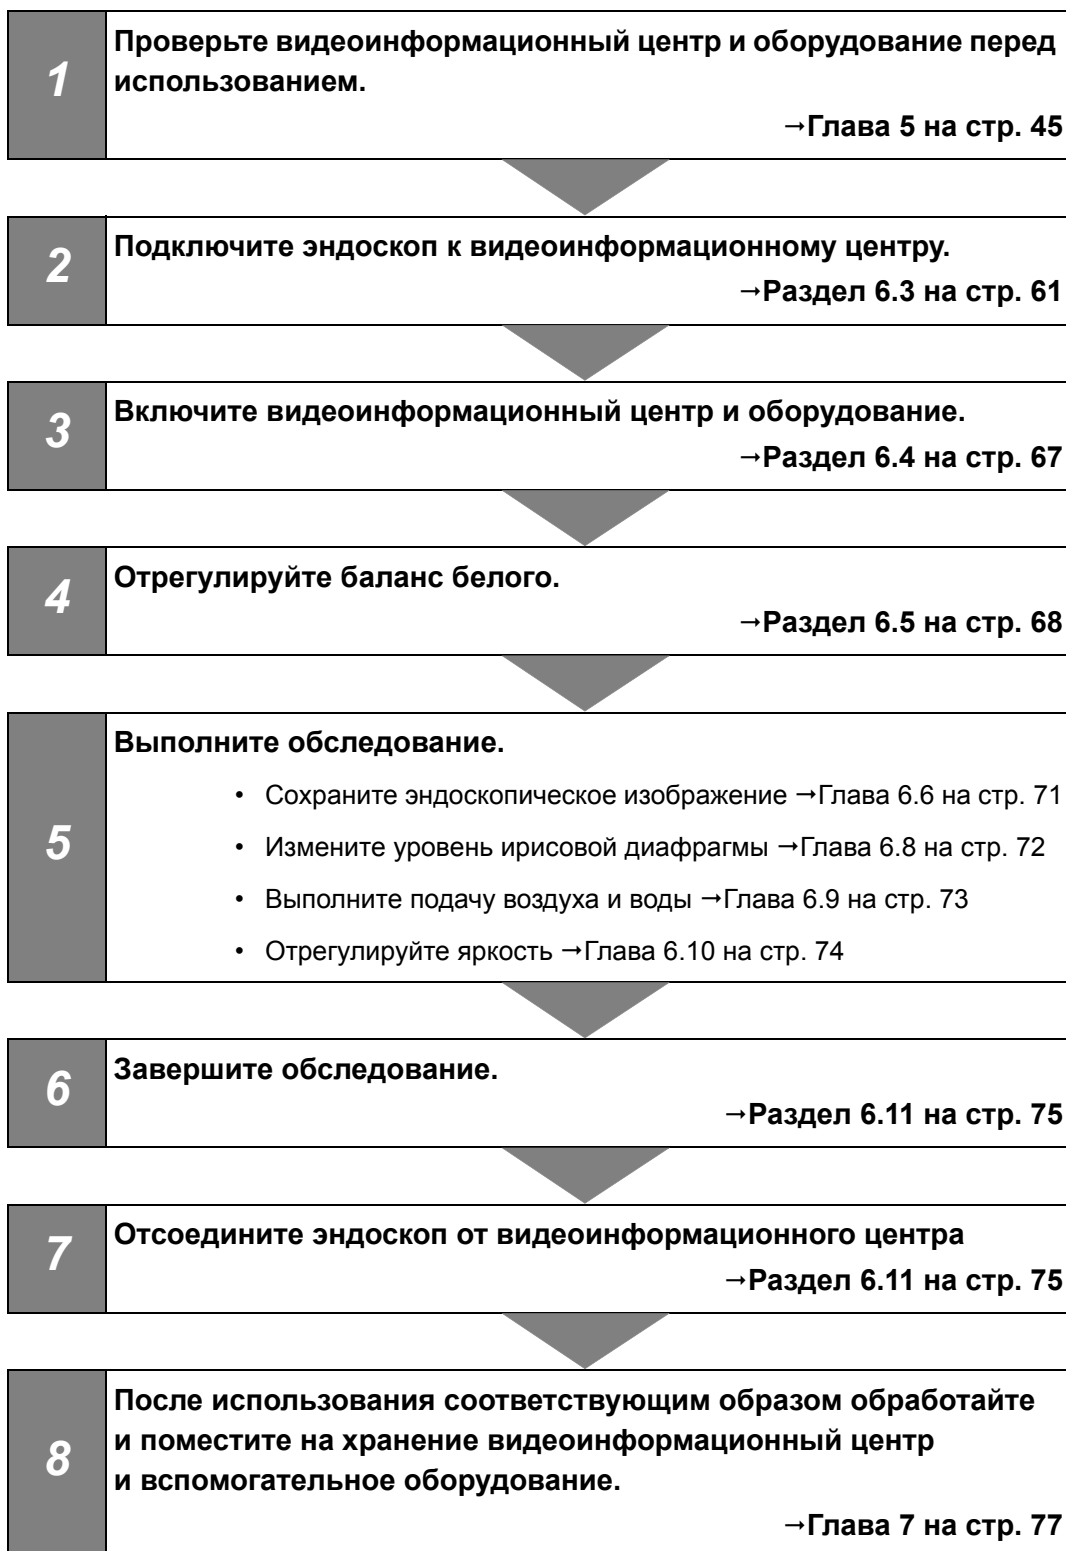 1
Проверьте видеоинформационный центр и оборудование перед
использованием.
→Глава 5 на стр. 45
2
Подключите эндоскоп к видеоинформационному центру.
→Раздел 6.3 на стр. 61
3
Включите видеоинформационный центр и оборудование.
→Раздел 6.4 на стр. 67
4
Отрегулируйте баланс белого.
→Раздел 6.5 на стр. 68
5
Выполните обследование.
• Сохраните эндоскопическое изображение →Глава 6.6 на стр. 71
• Измените уровень ирисовой диафрагмы →Глава 6.8 на стр. 72
• Выполните подачу воздуха и воды →Глава 6.9 на стр. 73
• Отрегулируйте яркость →Глава 6.10 на стр. 74
6
Завершите обследование.
→Раздел 6.11 на стр. 75
7
Отсоедините эндоскоп от видеоинформационного центра
→Раздел 6.11 на стр. 75
8
После использования соответствующим образом обработайте
и поместите на хранение видеоинформационный центр
и вспомогательное оборудование.
→Глава 7 на стр. 77